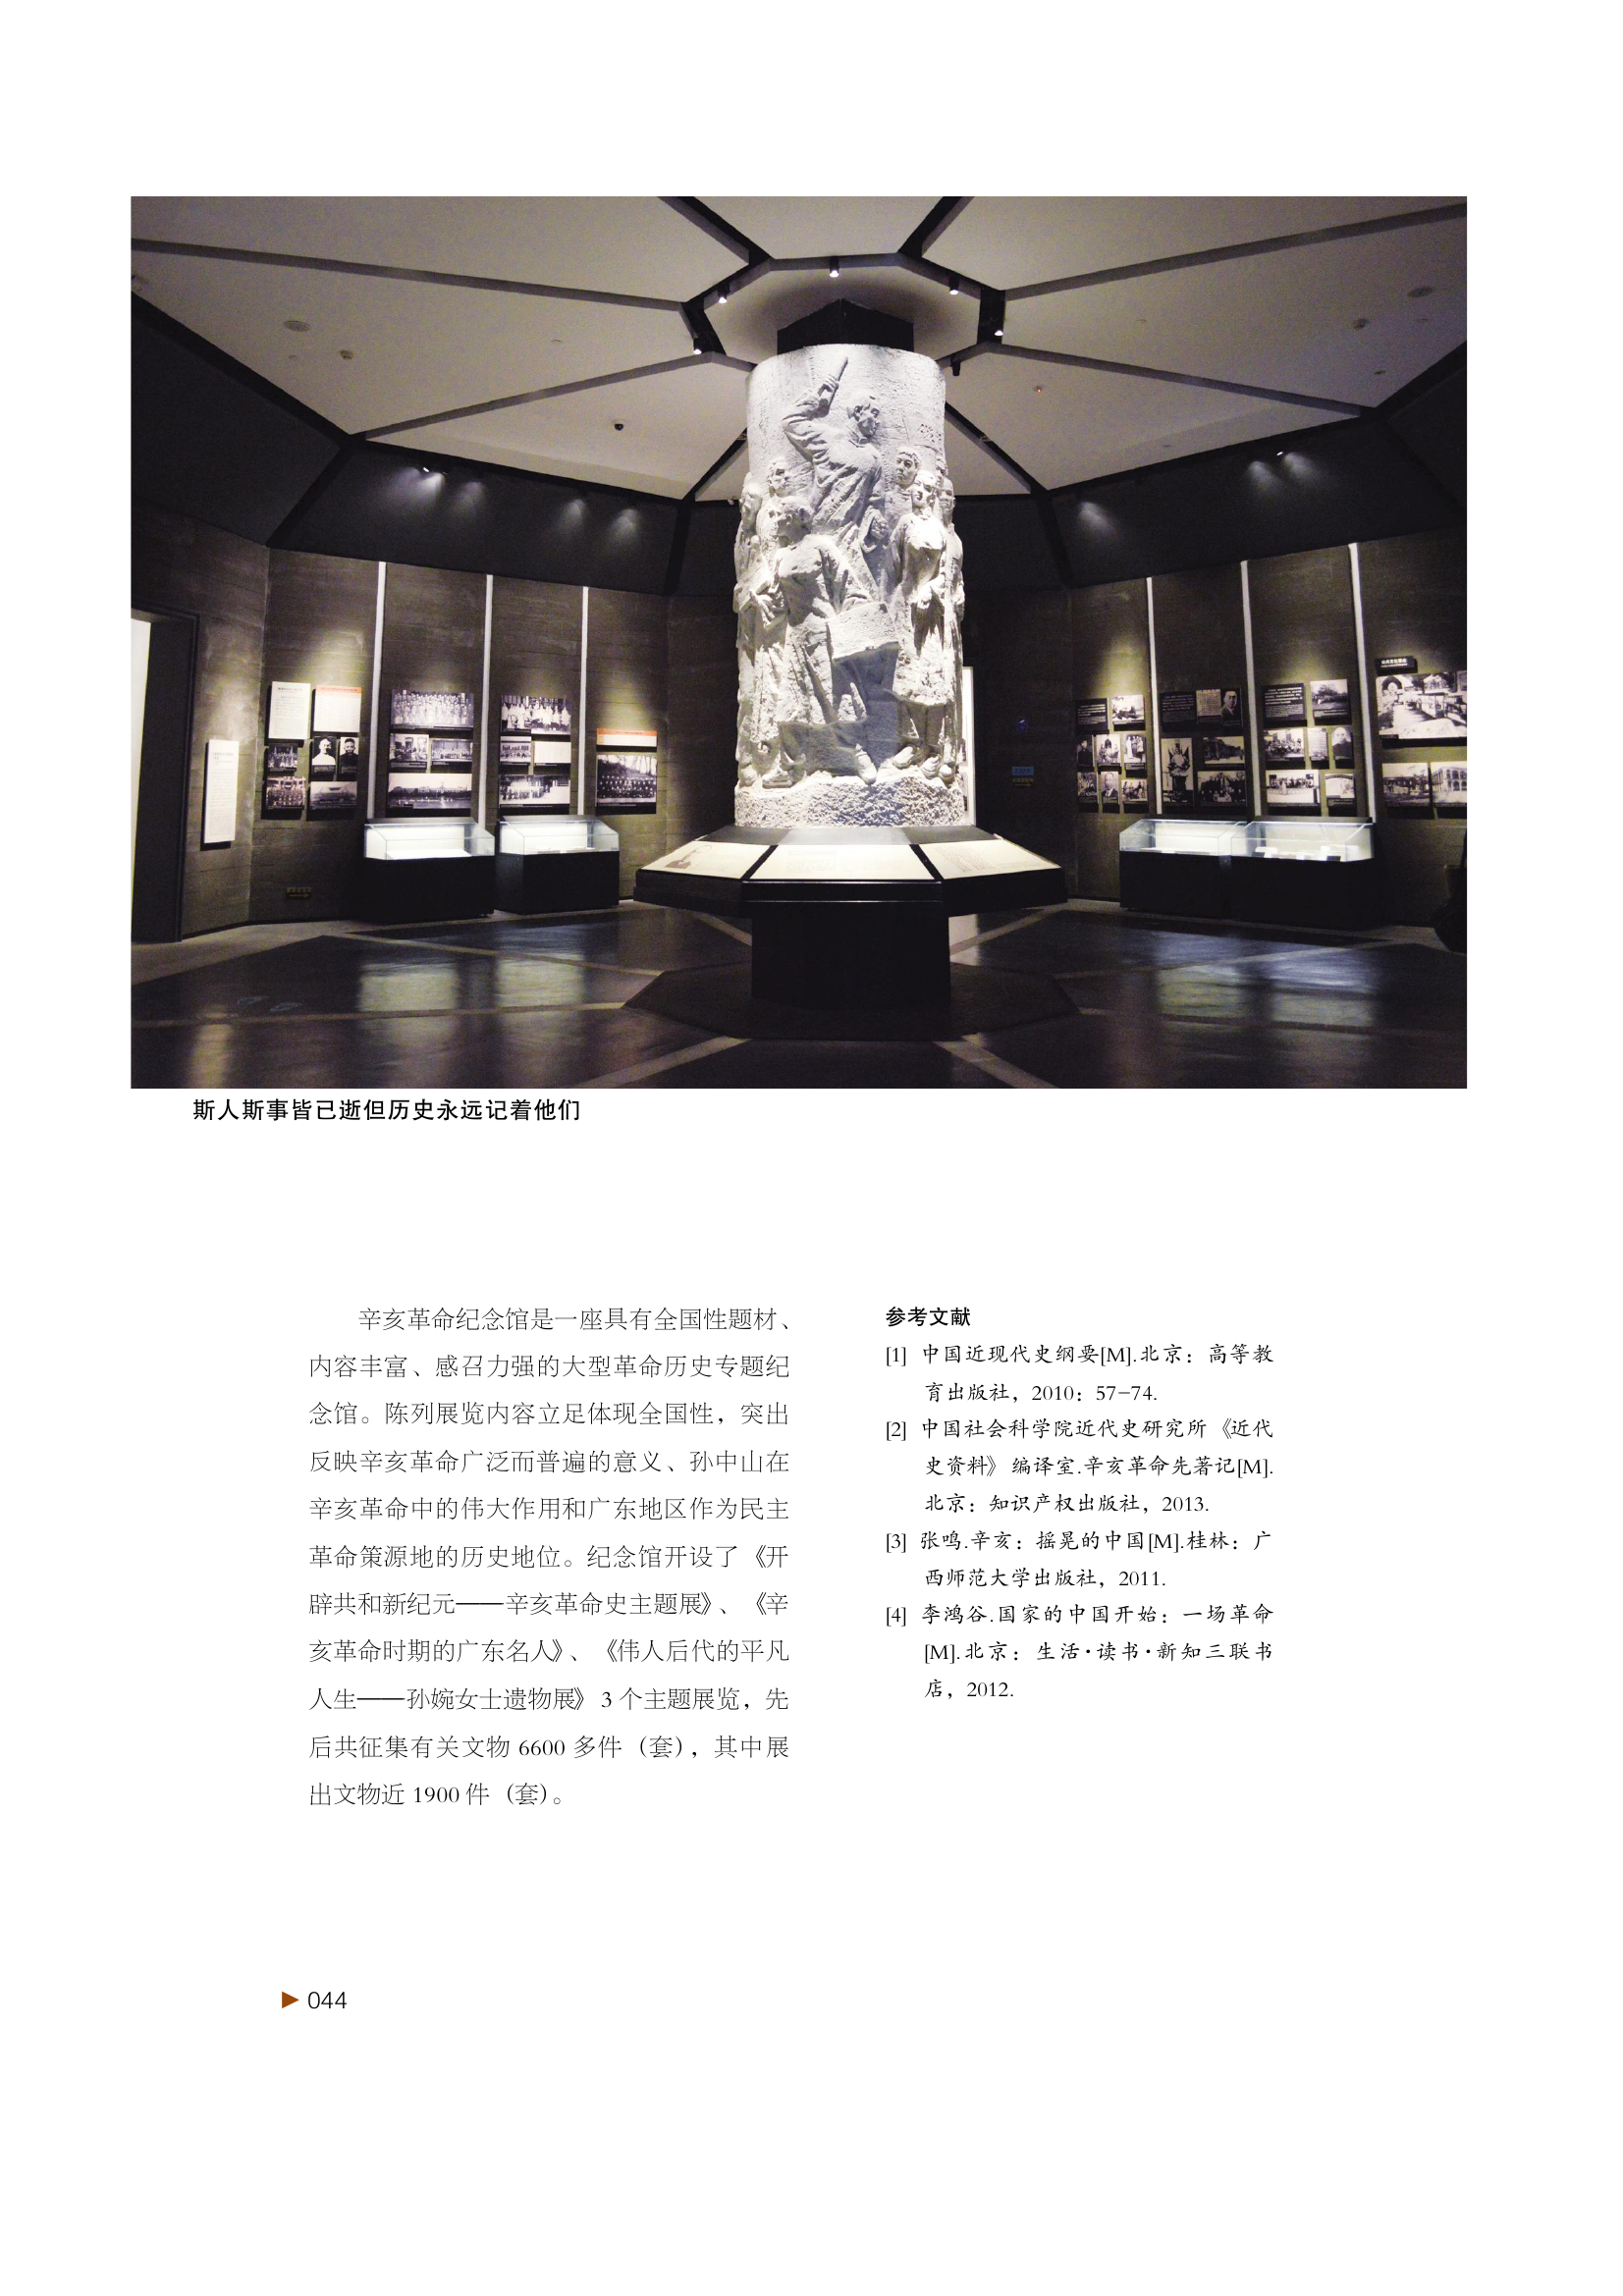 斯人斯事皆已逝但历史永远记着他们
辛亥革命纪念馆是一座具有全国性题材、
内容丰富、感召力强的大型革命历史专题纪
念馆。陈列展览内容立足体现全国性，突出
反映辛亥革命广泛而普遍的意义、孙中山在
辛亥革命中的伟大作用和广东地区作为民主
革命策源地的历史地位。纪念馆开设了《开
辟共和新纪元——辛亥革命史主题展》、《辛
亥革命时期的广东名人》、《伟人后代的平凡
人生——孙婉女士遗物展》3 个主题展览，先
后共征集有关文物 6600 多件（套），其中展
出文物近 1900 件（套）。
参考文献
[1] 中国近现代史纲要[M].北京：高等教
育出版社，2010：57-74.
[2] 中国社会科学院近代史研究所《近代
史资料》编译室.辛亥革命先著记[M].
北京：知识产权出版社，2013.
[3] 张鸣.辛亥：摇晃的中国[M].桂林：广
西师范大学出版社，2011.
[4] 李鸿谷.国家的中国开始：一场革命
[M].北京：生活·读书·新知三联书
店，2012.
044